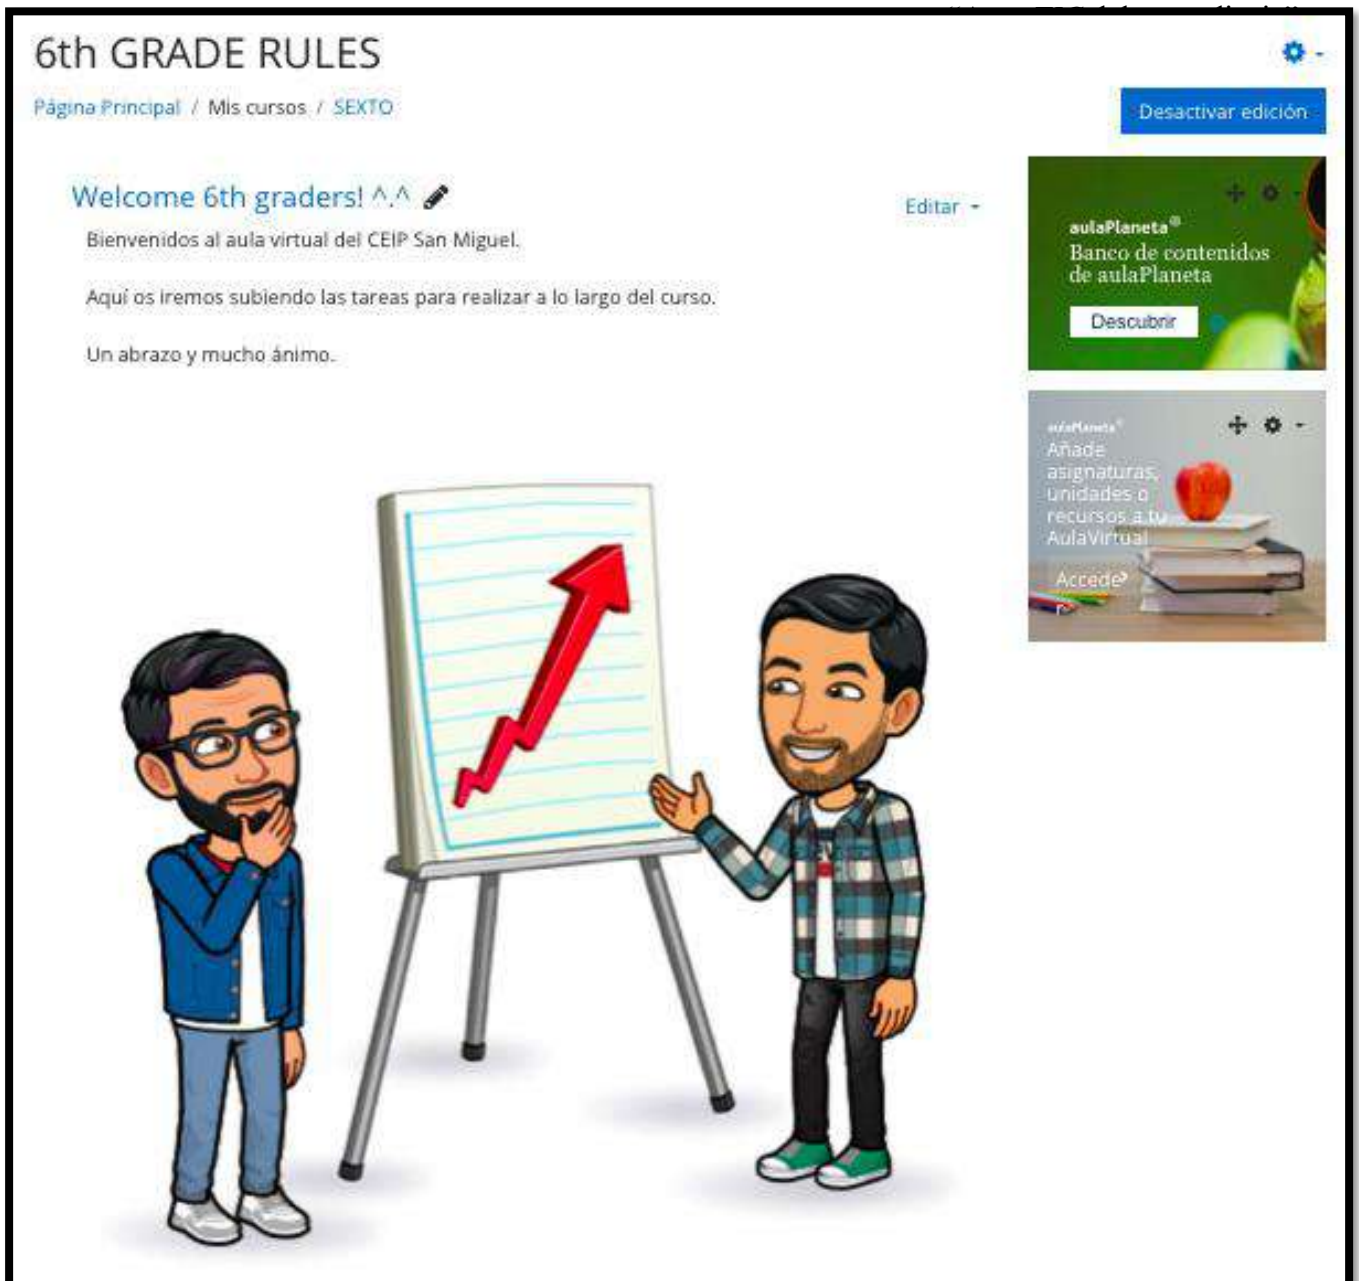 6th GRADE RULES
Página Principal / Mis cursos / SEXTO
Desactivar edición
Welcome 6th graders! ^.^
Editar
Bienvenidos al aula virtual del CEIP San Miguel.
Aquí os iremos subiendo las tareas para realizar a lo largo del curso.
Un abrazo y mucho ánimo.
aulaPlaneta®
Banco de contenidos
de aulaPlaneta
Descubrir
aulaPlaneta®
Añade
asignaturas,
unidades o
recursos a tu
AulaVirtual
Accede